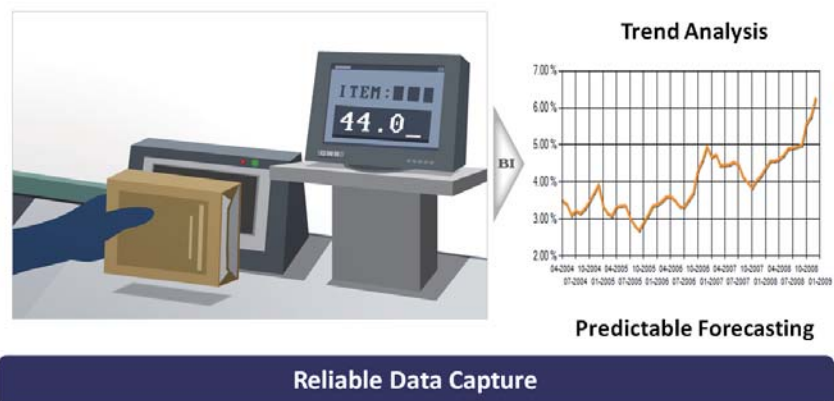 Trend Analysis
ITEM:
44.0_
BI
7.00 %
6.00 %
5.00 %
4.00 %
3.00 %
2.00 %
04-2004 10-2004 04-2005 10-2005 04-2006 10-2006 04-2007 10-2007 04-2008 10-2008
07-2004 01-2005 07-2005 01-2006 07-2006 01-2007 07-2007 01-2008 07-2008 01-2009
Predictable Forecasting
Reliable Data Capture